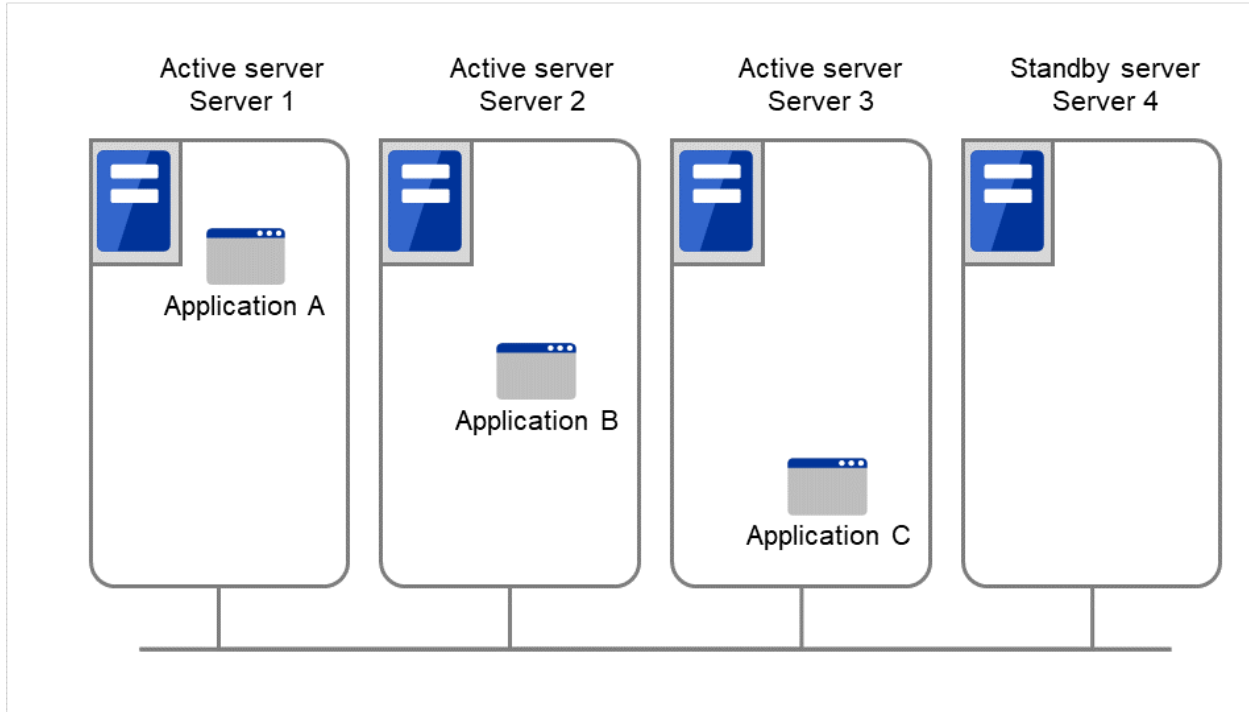 Active server
Server 1
Active server
Server 2
Active server
Server 3
Standby server
Server 4
Application A
Application B
Application C